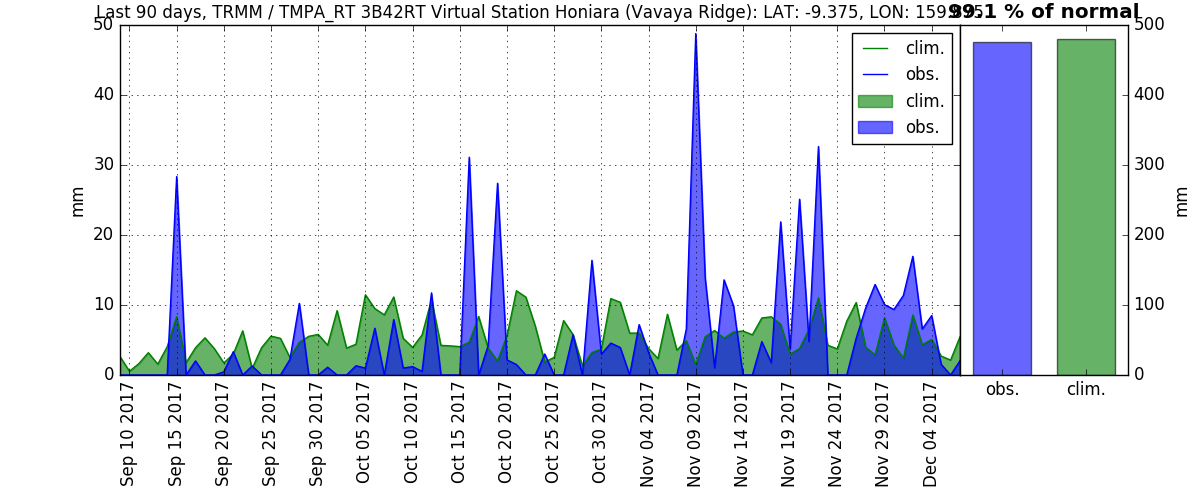 Last 90 days, TRMM / TMPA_RT 3B42RT Virtual Station Honiara (Vavaya Ridge): LAT: -9.375, LON:
99.1 % of normal
50
40
30
20
10
0
mm
clim.
obs.
clim.
obs.
500
400
300
200
100
0
mm
Sep 10 2017
Sep 15 2017
Sep 20 2017
Sep 25 2017
Sep 30 2017
Oct 05 2017
Oct 10 2017
Oct 15 2017
Oct 20 2017
Oct 25 2017
Oct 30 2017
Nov 04 2017
Nov 09 2017
Nov 14 2017
Nov 19 2017
Nov 24 2017
Nov 29 2017
Dec 04 2017
obs.
clim.